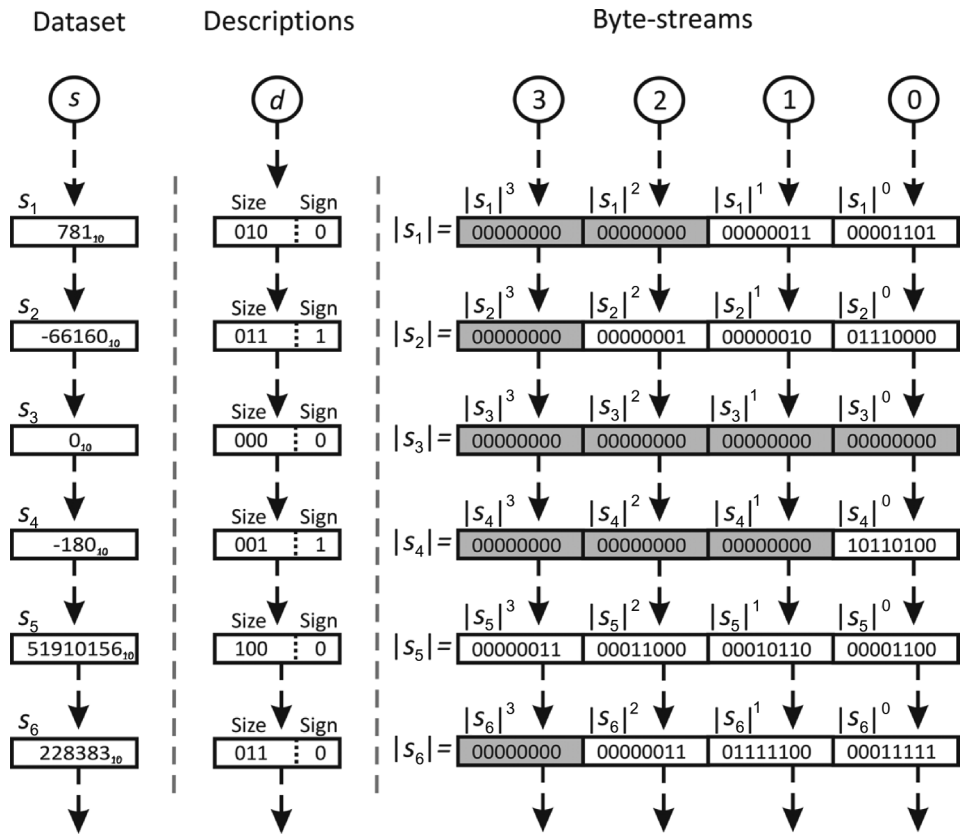 Dataset Descriptions Byte-streams
s d 3 2 1 0
s₁ Size Sign |s₁|³ |s₁|² |s₁|¹ |s₁|⁰
781₁₀ 010 0 |s₁|= 00000000 00000000 00000011 00001101
s₂ Size Sign |s₂|³ |s₂|² |s₂|¹ |s₂|⁰
-66160₁₀ 011 1 |s₂|= 00000000 00000001 00000010 01110000
s₃ Size Sign |s₃|³ |s₃|² |s₃|¹ |s₃|⁰
0₁₀ 000 0 |s₃|= 00000000 00000000 00000000 00000000
s₄ Size Sign |s₄|³ |s₄|² |s₄|¹ |s₄|⁰
-180₁₀ 001 1 |s₄|= 00000000 00000000 00000000 10110100
s₅ Size Sign |s₅|³ |s₅|² |s₅|¹ |s₅|⁰
51910156₁₀ 100 0 |s₅|= 00000011 00011000 00010110 00001100
s₆ Size Sign |s₆|³ |s₆|² |s₆|¹ |s₆|⁰
228383₁₀ 011 0 |s₆|= 00000000 00000011 01111100 00011111